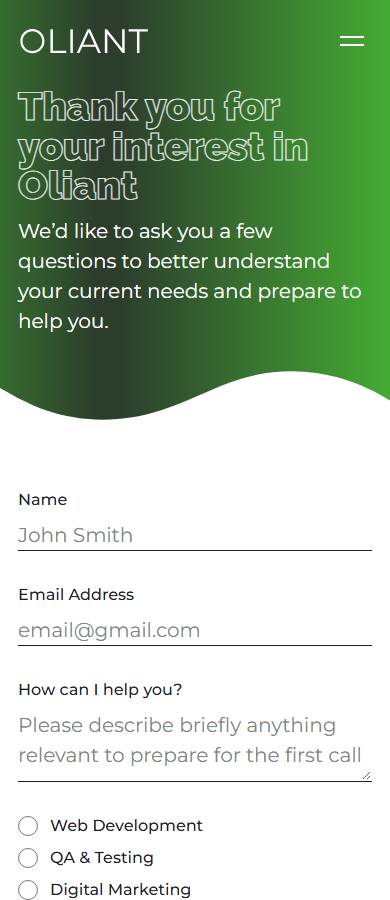 OLIANT
Thank you for
your interest in
Oliant
We’d like to ask you a few
questions to better understand
your current needs and prepare to
help you.
Name
John Smith
Email Address
email@gmail.com
How can I help you?
Please describe briefly anything
relevant to prepare for the first call
Web Development
QA & Testing
Digital Marketing